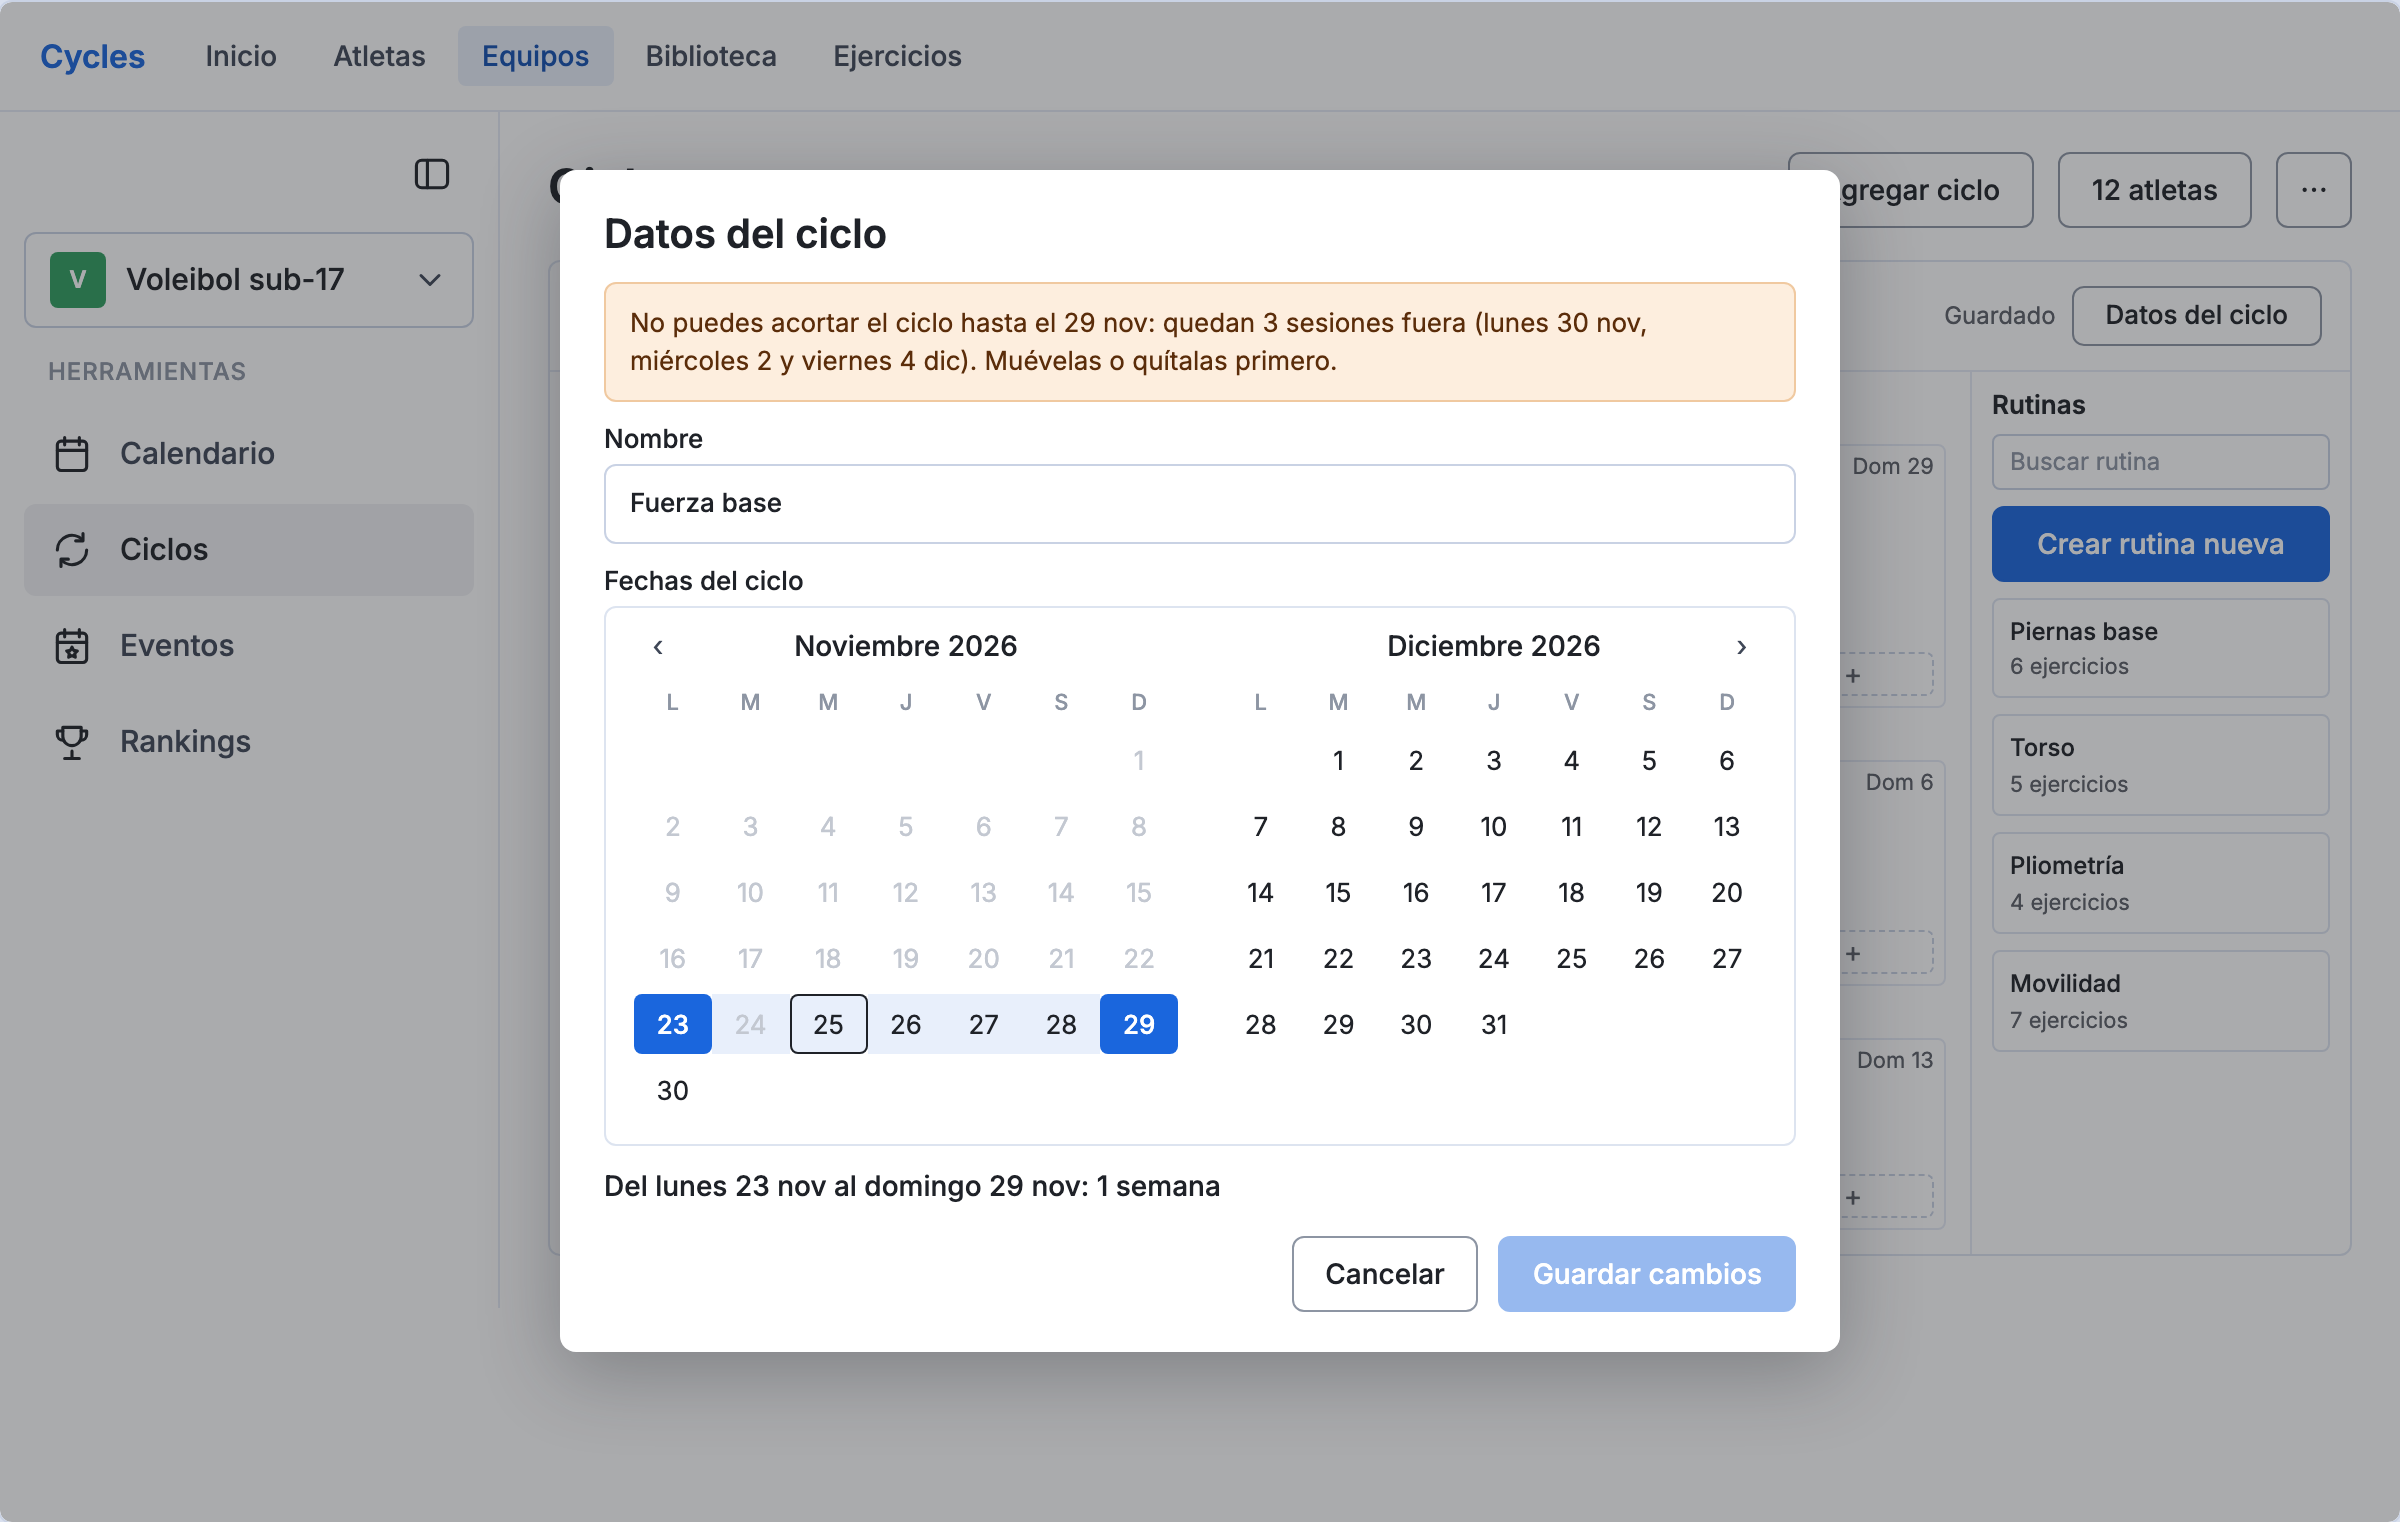 Cycles
Inicio
Atletas
Equipos
Biblioteca
Ejercicios
V
Voleibol sub-17
HERRAMIENTAS
Calendario
Ciclos
Eventos
Rankings
gregar ciclo
12 atletas
...
Guardado
Datos del ciclo
Datos del ciclo
No puedes acortar el ciclo hasta el 29 nov: quedan 3 sesiones fuera (lunes 30 nov,
miércoles 2 y viernes 4 dic). Muévelas o quítalas primero.
Nombre
Fuerza base
Fechas del ciclo
‹ Noviembre 2026
L M M J V S D
1
2 3 4 5 6 7 8
9 10 11 12 13 14 15
16 17 18 19 20 21 22
23 24 25 26 27 28 29
30
Diciembre 2026 ›
L M M J V S D
1 2 3 4 5 6
7 8 9 10 11 12 13
14 15 16 17 18 19 20
21 22 23 24 25 26 27
28 29 30 31
Del lunes 23 nov al domingo 29 nov: 1 semana
Cancelar
Guardar cambios
Dom 29
+
Dom 6
+
Dom 13
+
Rutinas
Buscar rutina
Crear rutina nueva
Piernas base
6 ejercicios
Torso
5 ejercicios
Pliometría
4 ejercicios
Movilidad
7 ejercicios